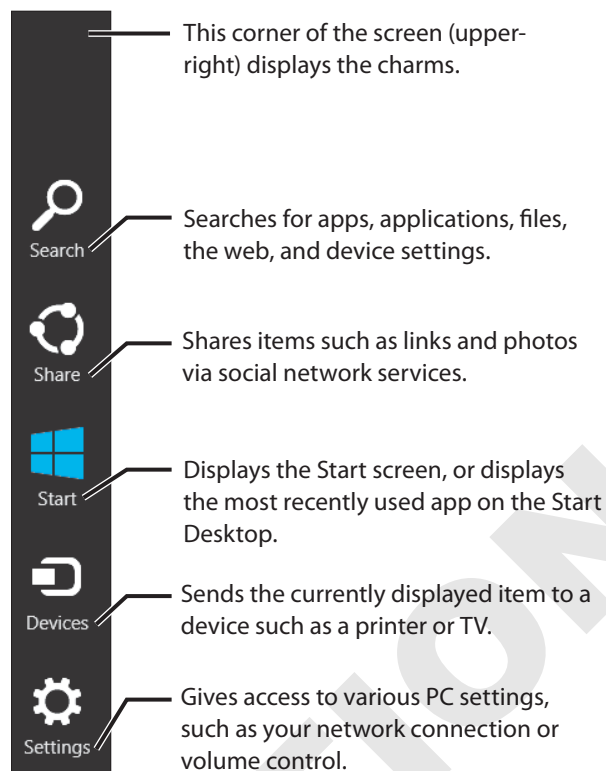 This corner of the screen (upper-
right) displays the charms.
Search
Searches for apps, applications, files,
the web, and device settings.
Share
Shares items such as links and photos
via social network services.
Start
Displays the Start screen, or displays
the most recently used app on the Start
Desktop.
Devices
Sends the currently displayed item to a
device such as a printer or TV.
Settings
Gives access to various PC settings,
such as your network connection or
volume control.